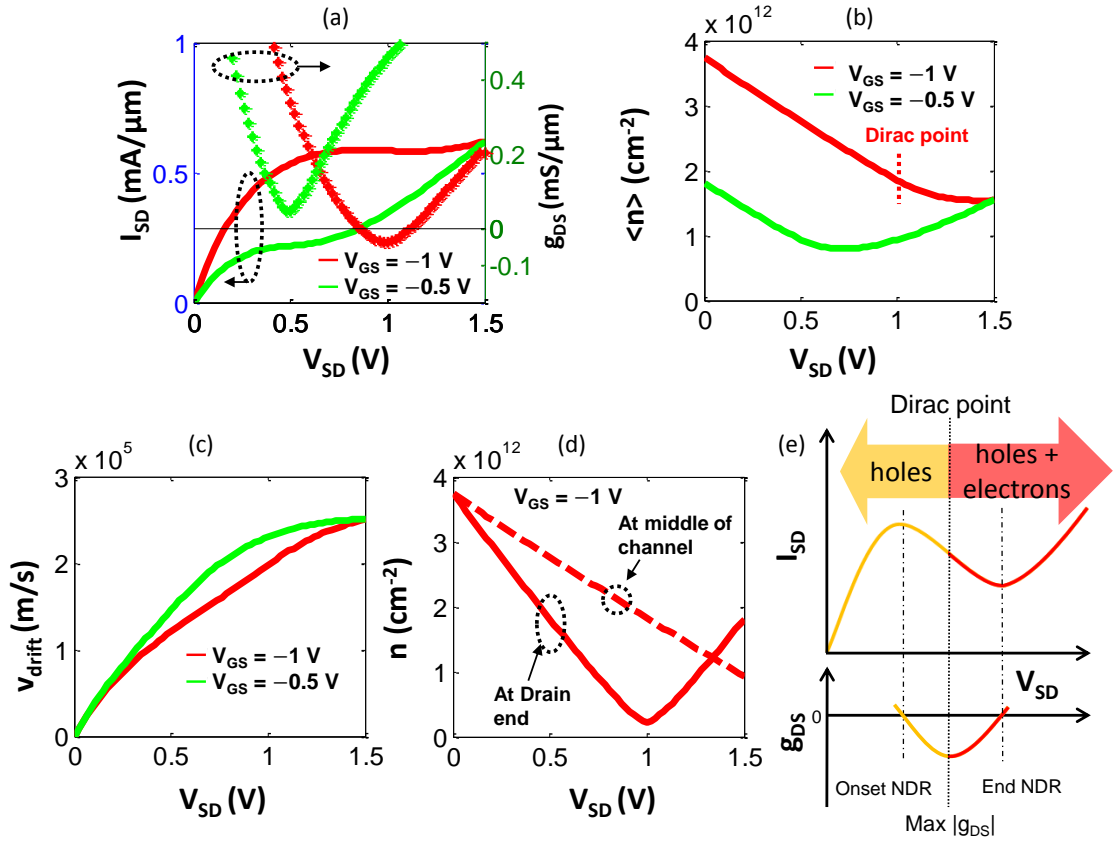 (a)
I_SD (mA/μm)
1
0.5
0
0
0.5
1
1.5
V_SD (V)
0.4
0.2
0
-0.1
g_DS (mS/μm)
V_GS = −1 V
V_GS = −0.5 V
(b)
x 10^12
<n> (cm^-2)
4
3
2
1
0
0
0.5
1
1.5
V_SD (V)
V_GS = −1 V
V_GS = −0.5 V
Dirac point
(c)
x 10^5
v_drift (m/s)
3
2
1
0
0
0.5
1
1.5
V_SD (V)
V_GS = −1 V
V_GS = −0.5 V
(d)
x 10^12
n (cm^-2)
4
3
2
1
0
0
0.5
1
1.5
V_SD (V)
V_GS = −1 V
At middle of
channel
At Drain
end
(e)
Dirac point
holes
holes +
electrons
I_SD
V_SD
0
g_DS
Onset NDR
End NDR
Max |g_DS|